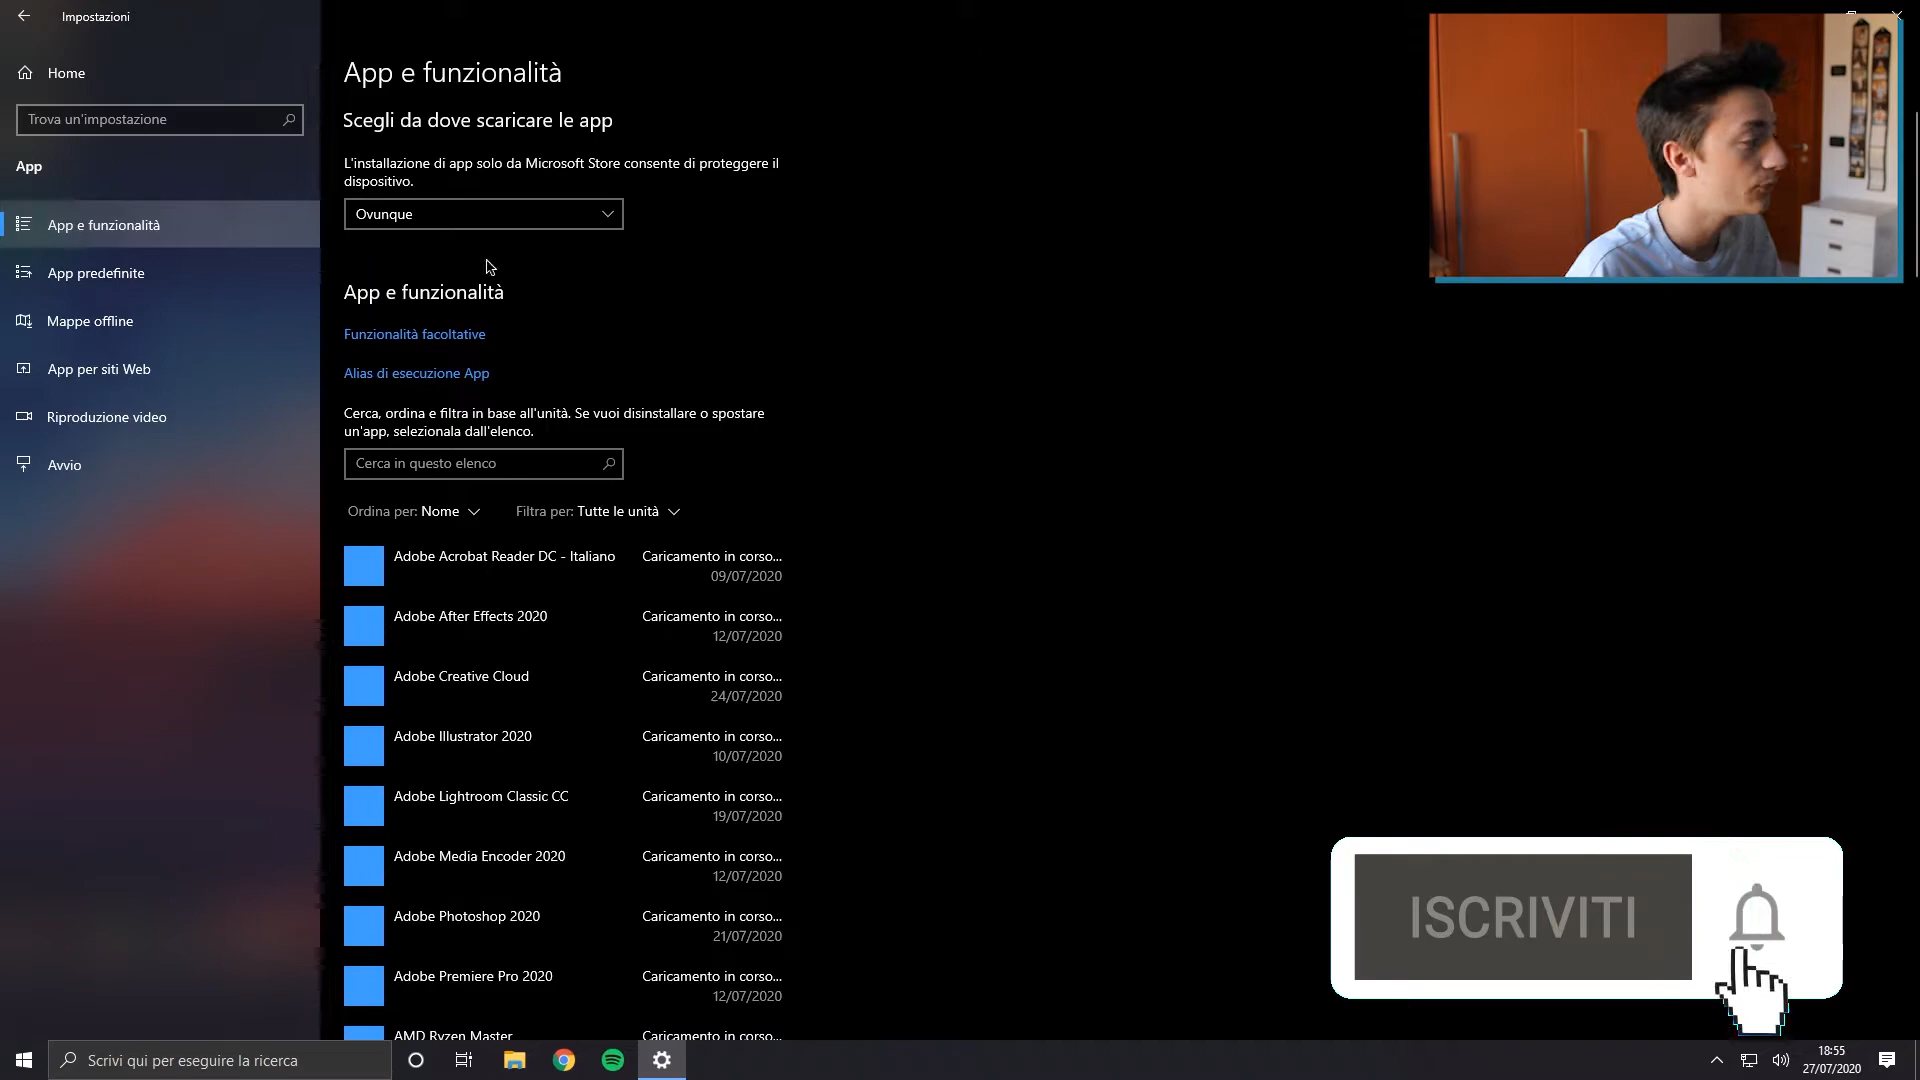 Impostazioni
Home
Trova un'impostazione
App
App e funzionalità
App predefinite
Mappe offline
App per siti Web
Riproduzione video
Avvio
App e funzionalità
Scegli da dove scaricare le app
L'installazione di app solo da Microsoft Store consente di proteggere il
dispositivo.
Ovunque
App e funzionalità
Funzionalità facoltative
Alias di esecuzione App
Cerca, ordina e filtra in base all'unità. Se vuoi disinstallare o spostare
un'app, selezionala dall'elenco.
Cerca in questo elenco
Ordina per: Nome Filtra per: Tutte le unità
Adobe Acrobat Reader DC - Italiano Caricamento in corso...
09/07/2020
Adobe After Effects 2020 Caricamento in corso...
12/07/2020
Adobe Creative Cloud Caricamento in corso...
24/07/2020
Adobe Illustrator 2020 Caricamento in corso...
10/07/2020
Adobe Lightroom Classic CC Caricamento in corso...
19/07/2020
Adobe Media Encoder 2020 Caricamento in corso...
12/07/2020
Adobe Photoshop 2020 Caricamento in corso...
21/07/2020
Adobe Premiere Pro 2020 Caricamento in corso...
12/07/2020
AMD Ryzen Master Caricamento in corso...
ISCRIVITI
Scrivi qui per eseguire la ricerca
18:55
27/07/2020